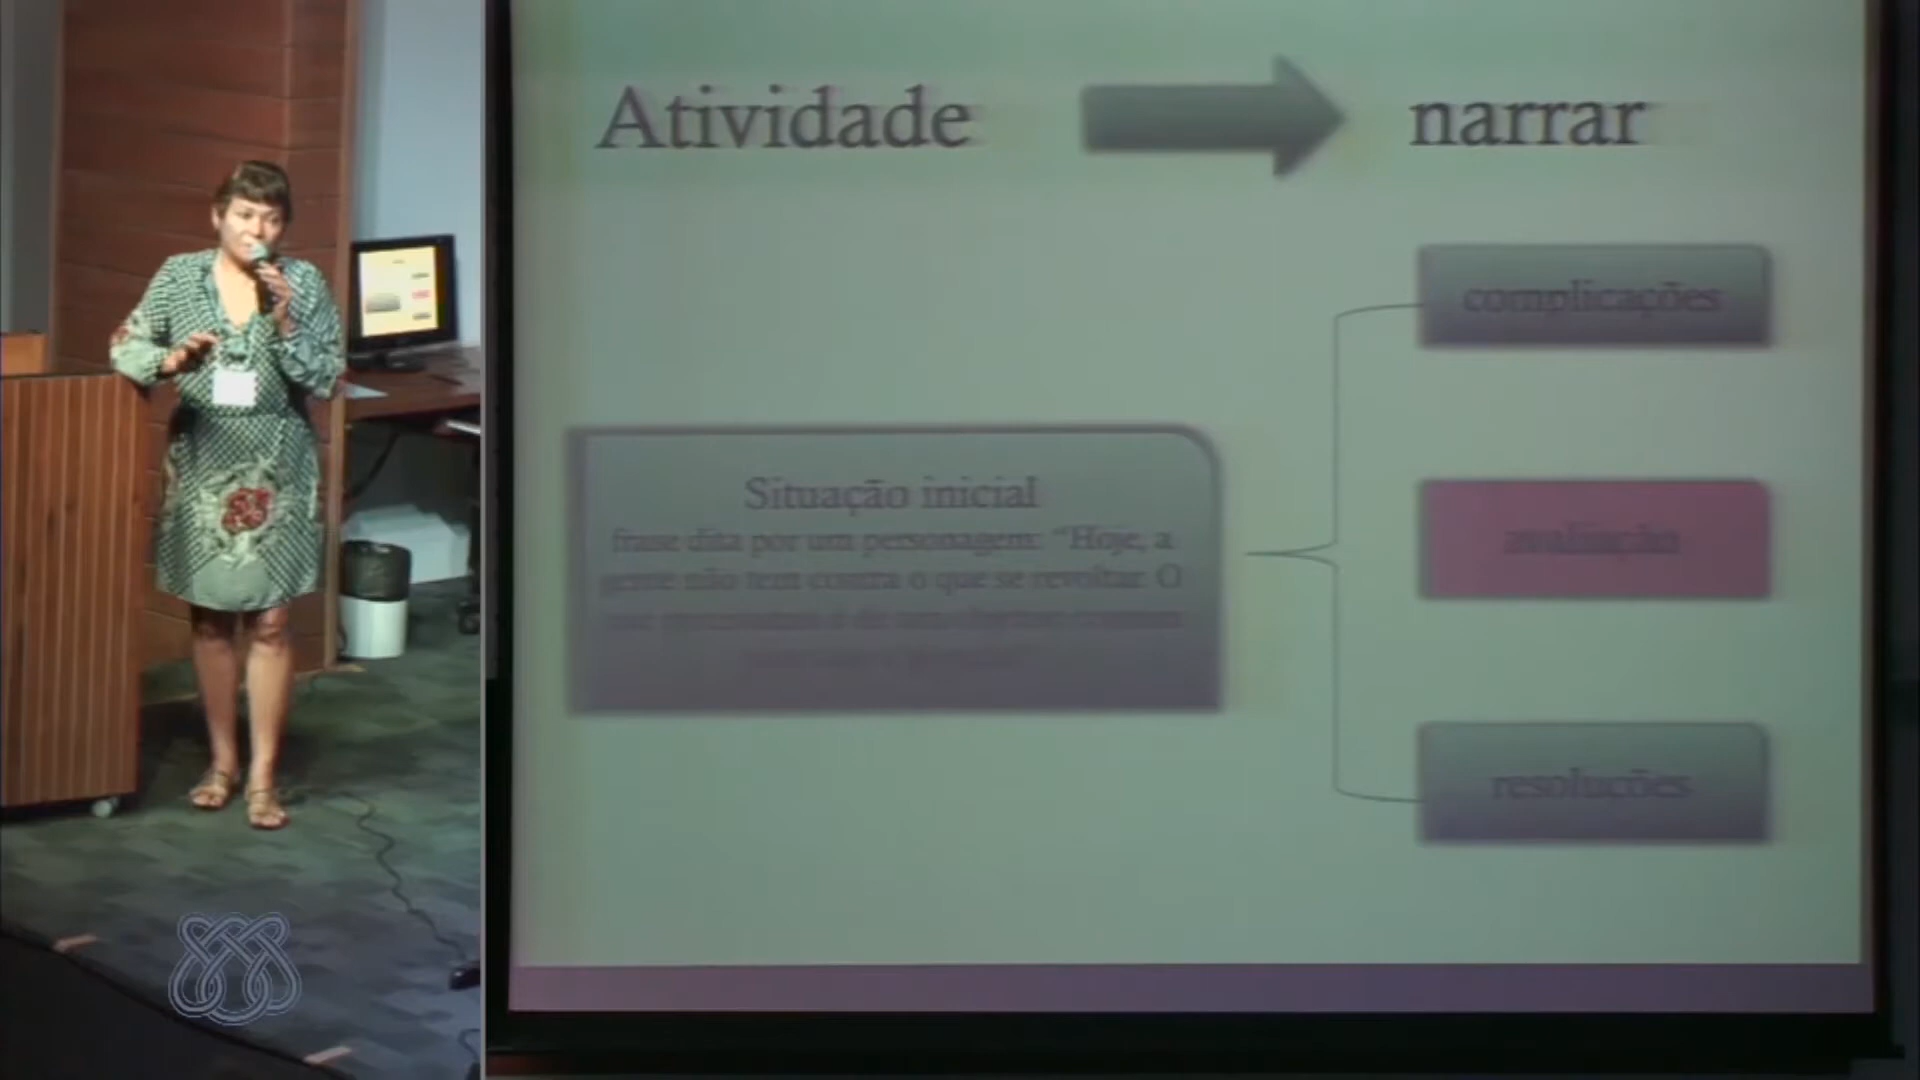 Atividade
narrar
complicações
Situação inicial
frase dita por um personagem: "Hoje, a
gente não tem contra o que se revoltar. O
avaliação
resoluções